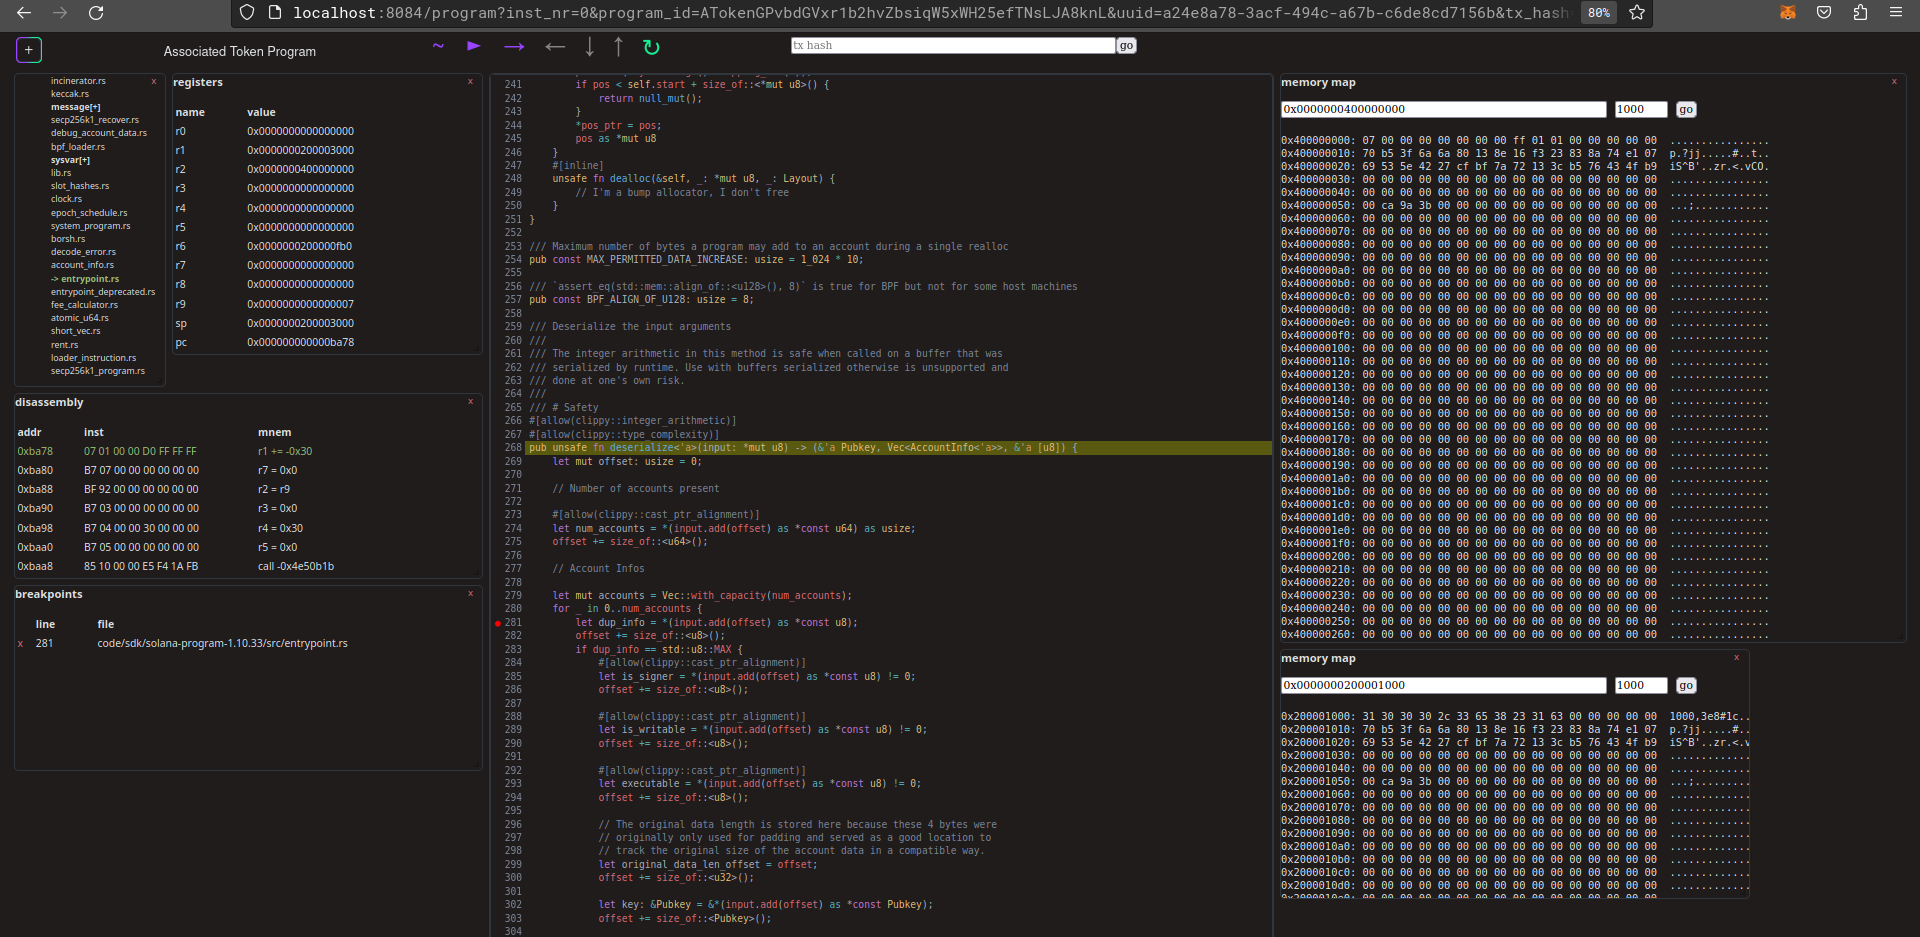 localhost:8084/program?inst_nr=0&program_id=ATokenGPvbdGVxr1b2hvZbsiqW5xWH25efTNsLJA8knL&uuid=a24e8a78-3acf-494c-a67b-c6de8cd7156b&tx_hash
80%
+
Associated Token Program
~
tx hash
go
incinerator.rs x
keccak.rs
message[+]
secp256k1_recover.rs
debug_account_data.rs
bpf_loader.rs
sysvar[+]
lib.rs
slot_hashes.rs
clock.rs
epoch_schedule.rs
system_program.rs
borsh.rs
decode_error.rs
account_info.rs
-> entrypoint.rs
entrypoint_deprecated.rs
fee_calculator.rs
atomic_u64.rs
short_vec.rs
rent.rs
loader_instruction.rs
secp256k1_program.rs
registers x
name value
r0 0x0000000000000000
r1 0x0000000200003000
r2 0x0000000400000000
r3 0x0000000000000000
r4 0x0000000000000000
r5 0x0000000000000000
r6 0x0000000200000fb0
r7 0x0000000000000000
r8 0x0000000000000000
r9 0x0000000000000007
sp 0x0000000200003000
pc 0x000000000000ba78
disassembly x
addr inst mnem
0xba78 07 01 00 00 D0 FF FF FF r1 += -0x30
0xba80 B7 07 00 00 00 00 00 00 r7 = 0x0
0xba88 BF 92 00 00 00 00 00 00 r2 = r9
0xba90 B7 03 00 00 00 00 00 00 r3 = 0x0
0xba98 B7 04 00 00 30 00 00 00 r4 = 0x30
0xbaa0 B7 05 00 00 00 00 00 00 r5 = 0x0
0xbaa8 85 10 00 00 E5 F4 1A FB call -0x4e50b1b
breakpoints x
line file
x 281 code/sdk/solana-program-1.10.33/src/entrypoint.rs
241 if pos < self.start + size_of::<*mut u8>() {
242 return null_mut();
243 }
244 *pos_ptr = pos;
245 pos as *mut u8
246 }
247 #[inline]
248 unsafe fn dealloc(&self, _: *mut u8, _: Layout) {
249 // I'm a bump allocator, I don't free
250 }
251 }
252
253 /// Maximum number of bytes a program may add to an account during a single realloc
254 pub const MAX_PERMITTED_DATA_INCREASE: usize = 1_024 * 10;
255
256 /// `assert_eq(std::mem::align_of::<u128>(), 8)` is true for BPF but not for some host machines
257 pub const BPF_ALIGN_OF_U128: usize = 8;
258
259 /// Deserialize the input arguments
260 ///
261 /// The integer arithmetic in this method is safe when called on a buffer that was
262 /// serialized by runtime. Use with buffers serialized otherwise is unsupported and
263 /// done at one's own risk.
264 ///
265 /// # Safety
266 #[allow(clippy::integer_arithmetic)]
267 #[allow(clippy::type_complexity)]
268 pub unsafe fn deserialize<'a>(input: *mut u8) -> (&'a Pubkey, Vec<AccountInfo<'a>>, &'a [u8]) {
269 let mut offset: usize = 0;
270
271 // Number of accounts present
272
273 #[allow(clippy::cast_ptr_alignment)]
274 let num_accounts = *(input.add(offset) as *const u64) as usize;
275 offset += size_of::<u64>();
276
277 // Account Infos
278
279 let mut accounts = Vec::with_capacity(num_accounts);
280 for _ in 0..num_accounts {
281 let dup_info = *(input.add(offset) as *const u8);
282 offset += size_of::<u8>();
283 if dup_info == std::u8::MAX {
284 #[allow(clippy::cast_ptr_alignment)]
285 let is_signer = *(input.add(offset) as *const u8) != 0;
286 offset += size_of::<u8>();
287
288 #[allow(clippy::cast_ptr_alignment)]
289 let is_writable = *(input.add(offset) as *const u8) != 0;
290 offset += size_of::<u8>();
291
292 #[allow(clippy::cast_ptr_alignment)]
293 let executable = *(input.add(offset) as *const u8) != 0;
294 offset += size_of::<u8>();
295
296 // The original data length is stored here because these 4 bytes were
297 // originally only used for padding and served as a good location to
298 // track the original size of the account data in a compatible way.
299 let original_data_len_offset = offset;
300 offset += size_of::<u32>();
301
302 let key: &Pubkey = &*(input.add(offset) as *const Pubkey);
303 offset += size_of::<Pubkey>();
304
memory map x
0x0000000400000000 1000 go
0x400000000: 07 00 00 00 00 00 00 00 ff 01 01 00 00 00 00 00 ................
0x400000010: 70 b5 3f 6a 6a 80 13 8e 16 f3 23 83 8a 74 e1 07 p.?jj.....#..t..
0x400000020: 69 53 5e 42 27 cf bf 7a 72 13 3c b5 76 43 4f b9 iS^B'..zr.<.vCO.
0x400000030: 00 00 00 00 00 00 00 00 00 00 00 00 00 00 00 00 ................
0x400000040: 00 00 00 00 00 00 00 00 00 00 00 00 00 00 00 00 ................
0x400000050: 00 ca 9a 3b 00 00 00 00 00 00 00 00 00 00 00 00 ...;............
0x400000060: 00 00 00 00 00 00 00 00 00 00 00 00 00 00 00 00 ................
0x400000070: 00 00 00 00 00 00 00 00 00 00 00 00 00 00 00 00 ................
0x400000080: 00 00 00 00 00 00 00 00 00 00 00 00 00 00 00 00 ................
0x400000090: 00 00 00 00 00 00 00 00 00 00 00 00 00 00 00 00 ................
0x4000000a0: 00 00 00 00 00 00 00 00 00 00 00 00 00 00 00 00 ................
0x4000000b0: 00 00 00 00 00 00 00 00 00 00 00 00 00 00 00 00 ................
0x4000000c0: 00 00 00 00 00 00 00 00 00 00 00 00 00 00 00 00 ................
0x4000000d0: 00 00 00 00 00 00 00 00 00 00 00 00 00 00 00 00 ................
0x4000000e0: 00 00 00 00 00 00 00 00 00 00 00 00 00 00 00 00 ................
0x4000000f0: 00 00 00 00 00 00 00 00 00 00 00 00 00 00 00 00 ................
0x400000100: 00 00 00 00 00 00 00 00 00 00 00 00 00 00 00 00 ................
0x400000110: 00 00 00 00 00 00 00 00 00 00 00 00 00 00 00 00 ................
0x400000120: 00 00 00 00 00 00 00 00 00 00 00 00 00 00 00 00 ................
0x400000130: 00 00 00 00 00 00 00 00 00 00 00 00 00 00 00 00 ................
0x400000140: 00 00 00 00 00 00 00 00 00 00 00 00 00 00 00 00 ................
0x400000150: 00 00 00 00 00 00 00 00 00 00 00 00 00 00 00 00 ................
0x400000160: 00 00 00 00 00 00 00 00 00 00 00 00 00 00 00 00 ................
0x400000170: 00 00 00 00 00 00 00 00 00 00 00 00 00 00 00 00 ................
0x400000180: 00 00 00 00 00 00 00 00 00 00 00 00 00 00 00 00 ................
0x400000190: 00 00 00 00 00 00 00 00 00 00 00 00 00 00 00 00 ................
0x4000001a0: 00 00 00 00 00 00 00 00 00 00 00 00 00 00 00 00 ................
0x4000001b0: 00 00 00 00 00 00 00 00 00 00 00 00 00 00 00 00 ................
0x4000001c0: 00 00 00 00 00 00 00 00 00 00 00 00 00 00 00 00 ................
0x4000001d0: 00 00 00 00 00 00 00 00 00 00 00 00 00 00 00 00 ................
0x4000001e0: 00 00 00 00 00 00 00 00 00 00 00 00 00 00 00 00 ................
0x4000001f0: 00 00 00 00 00 00 00 00 00 00 00 00 00 00 00 00 ................
0x400000200: 00 00 00 00 00 00 00 00 00 00 00 00 00 00 00 00 ................
0x400000210: 00 00 00 00 00 00 00 00 00 00 00 00 00 00 00 00 ................
0x400000220: 00 00 00 00 00 00 00 00 00 00 00 00 00 00 00 00 ................
0x400000230: 00 00 00 00 00 00 00 00 00 00 00 00 00 00 00 00 ................
0x400000240: 00 00 00 00 00 00 00 00 00 00 00 00 00 00 00 00 ................
0x400000250: 00 00 00 00 00 00 00 00 00 00 00 00 00 00 00 00 ................
0x400000260: 00 00 00 00 00 00 00 00 00 00 00 00 00 00 00 00 ................
memory map x
0x0000000200001000 1000 go
0x200001000: 31 30 30 30 2c 33 65 38 23 31 63 00 00 00 00 00 1000,3e8#1c..
0x200001010: 70 b5 3f 6a 6a 80 13 8e 16 f3 23 83 8a 74 e1 07 p.?jj.....#..
0x200001020: 69 53 5e 42 27 cf bf 7a 72 13 3c b5 76 43 4f b9 iS^B'..zr.<.v
0x200001030: 00 00 00 00 00 00 00 00 00 00 00 00 00 00 00 00 .............
0x200001040: 00 00 00 00 00 00 00 00 00 00 00 00 00 00 00 00 .............
0x200001050: 00 ca 9a 3b 00 00 00 00 00 00 00 00 00 00 00 00 ...;.........
0x200001060: 00 00 00 00 00 00 00 00 00 00 00 00 00 00 00 00 .............
0x200001070: 00 00 00 00 00 00 00 00 00 00 00 00 00 00 00 00 .............
0x200001080: 00 00 00 00 00 00 00 00 00 00 00 00 00 00 00 00 .............
0x200001090: 00 00 00 00 00 00 00 00 00 00 00 00 00 00 00 00 .............
0x2000010a0: 00 00 00 00 00 00 00 00 00 00 00 00 00 00 00 00 .............
0x2000010b0: 00 00 00 00 00 00 00 00 00 00 00 00 00 00 00 00 .............
0x2000010c0: 00 00 00 00 00 00 00 00 00 00 00 00 00 00 00 00 .............
0x2000010d0: 00 00 00 00 00 00 00 00 00 00 00 00 00 00 00 00 .............